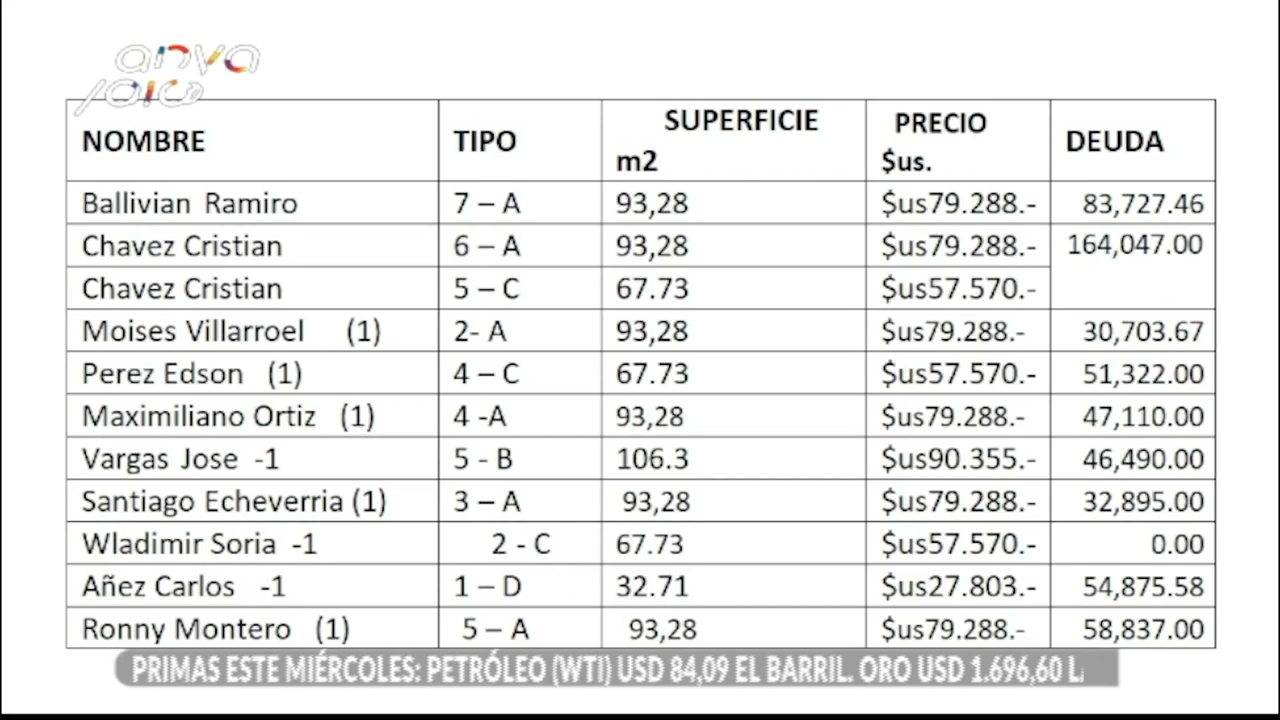 NOMBRE TIPO SUPERFICIE m2 PRECIO $us. DEUDA
Ballivian Ramiro 7 – A 93,28 $us79.288.- 83,727.46
Chavez Cristian 6 – A 93,28 $us79.288.- 164,047.00
Chavez Cristian 5 – C 67.73 $us57.570.-
Moises Villarroel (1) 2- A 93,28 $us79.288.- 30,703.67
Perez Edson (1) 4 – C 67.73 $us57.570.- 51,322.00
Maximiliano Ortiz (1) 4 -A 93,28 $us79.288.- 47,110.00
Vargas Jose -1 5 - B 106.3 $us90.355.- 46,490.00
Santiago Echeverria (1) 3 – A 93,28 $us79.288.- 32,895.00
Wladimir Soria -1 2 - C 67.73 $us57.570.- 0.00
Añez Carlos -1 1 – D 32.71 $us27.803.- 54,875.58
Ronny Montero (1) 5 – A 93,28 $us79.288.- 58,837.00
PRIMAS ESTE MIÉRCOLES: PETRÓLEO (WTI) USD 84,09 EL BARRIL. ORO USD 1.696,60 L